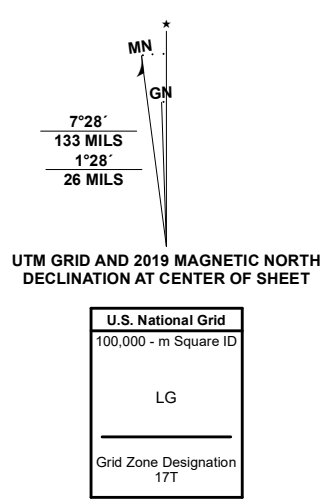 MN
GN
7°28´
133 MILS
1°28´
26 MILS
UTM GRID AND 2019 MAGNETIC NORTH
DECLINATION AT CENTER OF SHEET
U.S. National Grid
100,000 - m Square ID
LG
Grid Zone Designation
17T